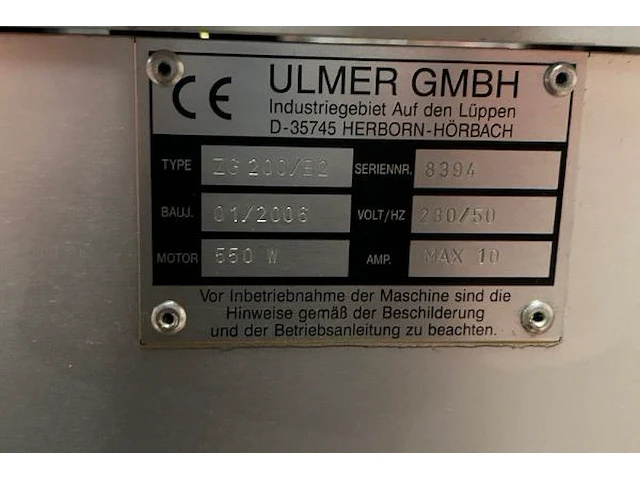 CE ULMER GMBH
Industriegebiet Auf den Lüppen
D-35745 HERBORN-HÖRBACH
TYPE ZG 200/B2 SERIENNR. 8394
BAUJ. 01/2006 VOLT/HZ 230/50
MOTOR 550 W AMP. MAX 10
Vor Inbetriebnahme der Maschine sind die
Hinweise gemäß der Beschilderung
und der Betriebsanleitung zu beachten.